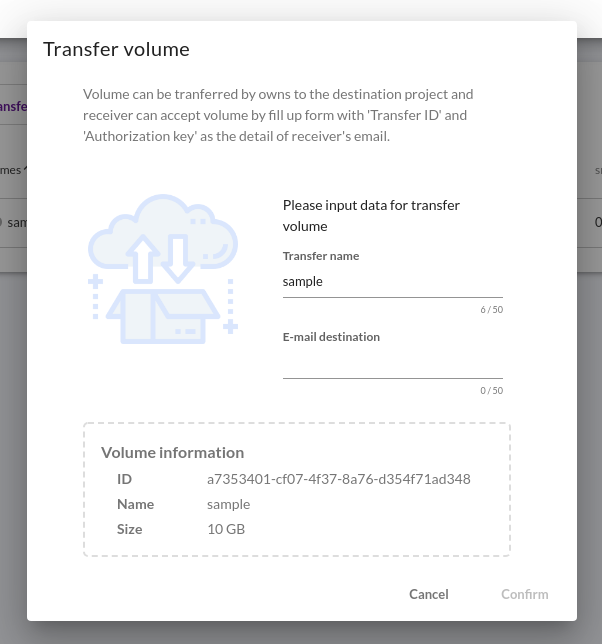 Transfer volume
Volume can be tranferred by owns to the destination project and
receiver can accept volume by fill up form with 'Transfer ID' and
'Authorization key' as the detail of receiver's email.
Please input data for transfer
volume
Transfer name
sample
6 / 50
E-mail destination
0 / 50
Volume information
ID a7353401-cf07-4f37-8a76-d354f71ad348
Name sample
Size 10 GB
Cancel Confirm